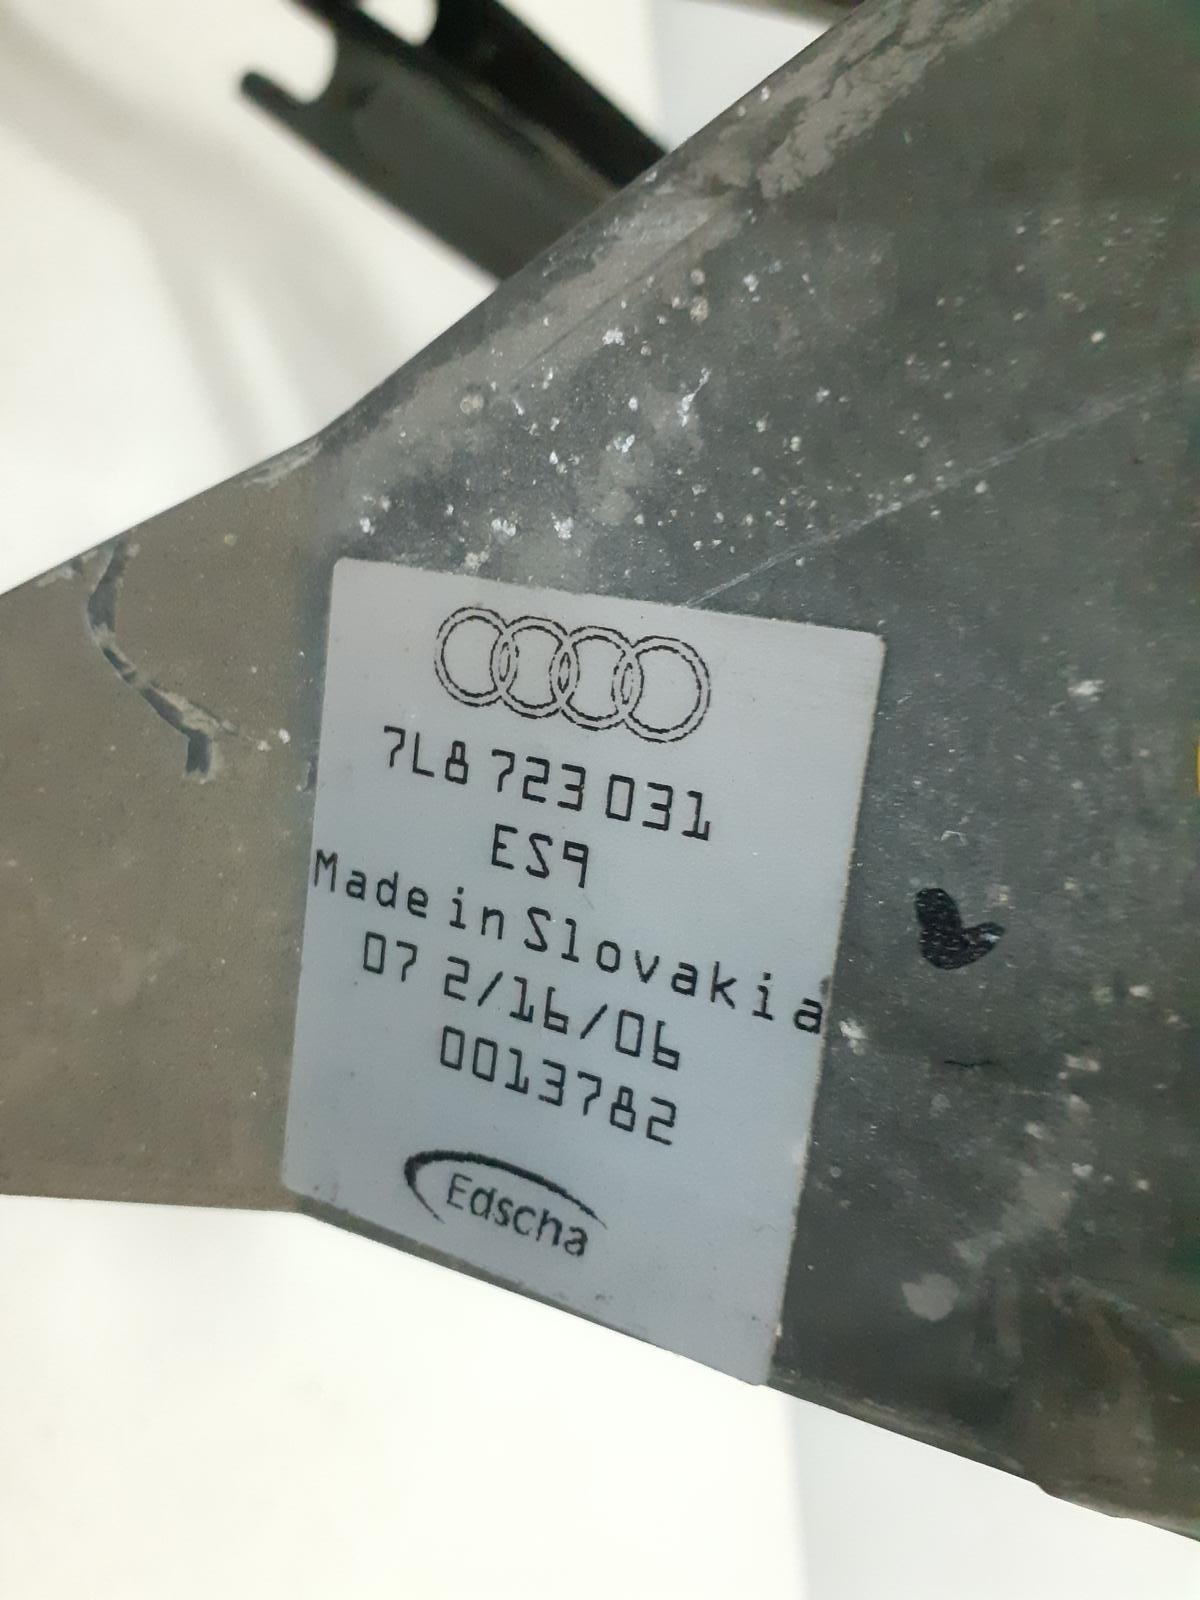 7L8 723 031
ES9
Made in Slovakia
07 2/16/06
0013782
Edscha